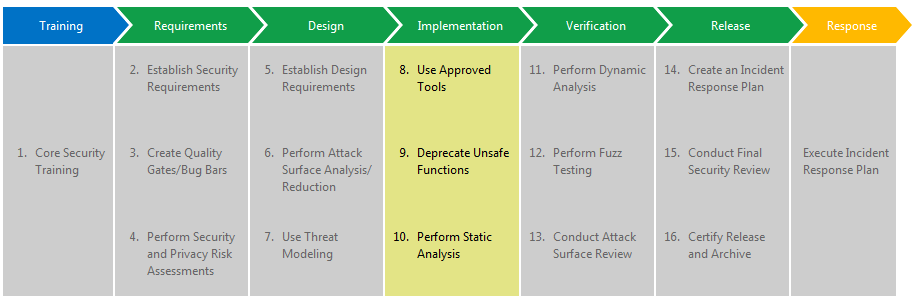 Training
Requirements
Design
Implementation
Verification
Release
Response
1. Core Security
Training
2. Establish Security
Requirements
3. Create Quality
Gates/Bug Bars
4. Perform Security
and Privacy Risk
Assessments
5. Establish Design
Requirements
6. Perform Attack
Surface Analysis/
Reduction
7. Use Threat
Modeling
8. Use Approved
Tools
9. Deprecate Unsafe
Functions
10. Perform Static
Analysis
11. Perform Dynamic
Analysis
12. Perform Fuzz
Testing
13. Conduct Attack
Surface Review
14. Create an Incident
Response Plan
15. Conduct Final
Security Review
16. Certify Release
and Archive
Execute Incident
Response Plan